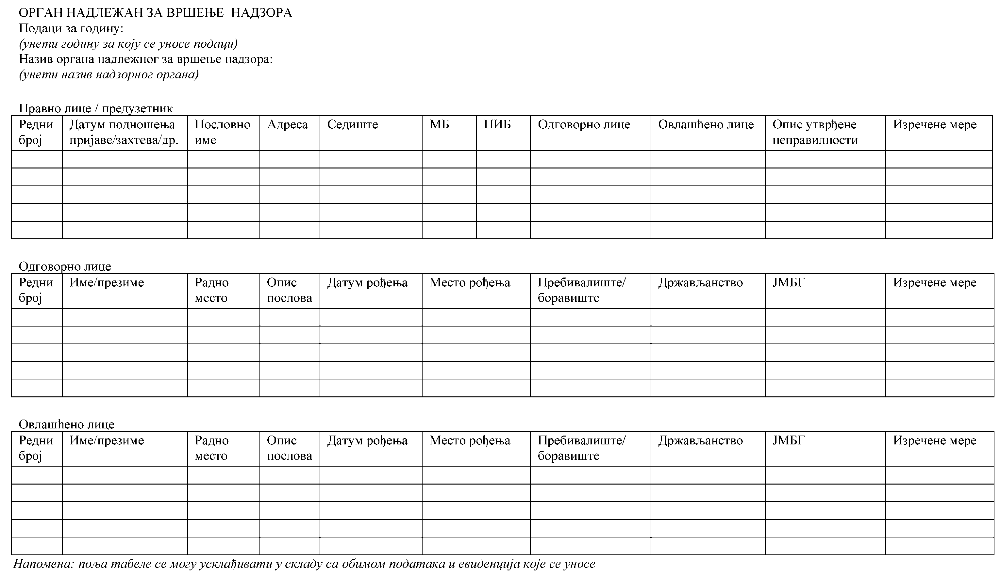 ОРГАН НАДЛЕЖАН ЗА ВРШЕЊЕ НАДЗОРА
Подаци за годину:
(унети годину за коју се уносе подаци)
Назив органа надлежног за вршење надзора:
(унети назив надзорног органа)
Правно лице / предузетник
Редни број
Датум подношења пријаве/захтева/др.
Пословно име
Адреса
Седиште
МБ
ПИБ
Одговорно лице
Овлашћено лице
Опис утврђене неправилности
Изречене мере
Одговорно лице
Редни број
Име/презиме
Радно место
Опис послова
Датум рођења
Место рођења
Пребивалиште/ боравиште
Држављанство
ЈМБГ
Изречене мере
Овлашћено лице
Редни број
Име/презиме
Радно место
Опис послова
Датум рођења
Место рођења
Пребивалиште/ боравиште
Држављанство
ЈМБГ
Изречене мере
Напомена: поља табеле се могу усклађивати у складу са обимом података и евиденција које се уносе